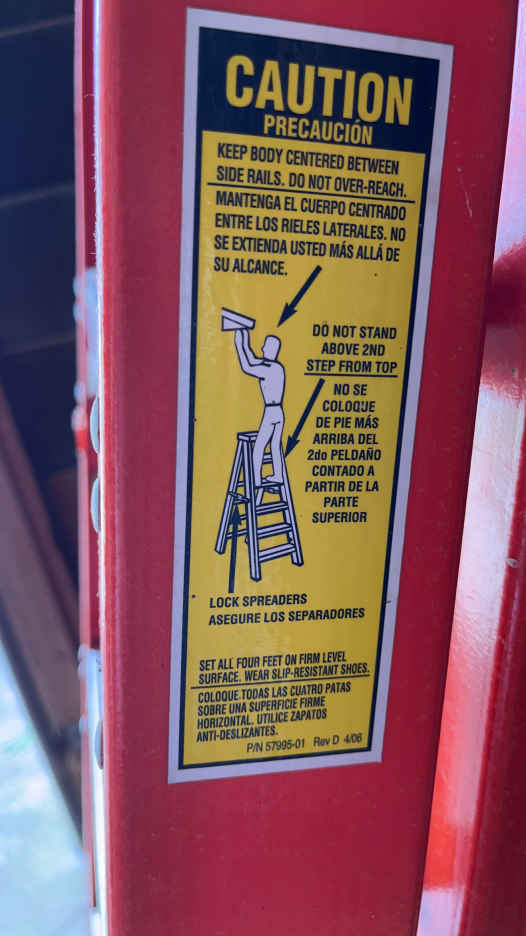 CAUTION
PRECAUCIÓN
KEEP BODY CENTERED BETWEEN
SIDE RAILS. DO NOT OVER-REACH.
MANTENGA EL CUERPO CENTRADO
ENTRE LOS RIELES LATERALES. NO
SE EXTIENDA USTED MÁS ALLÁ DE
SU ALCANCE.
DO NOT STAND
ABOVE 2ND
STEP FROM TOP
NO SE
COLOQUE
DE PIE MÁS
ARRIBA DEL
2do PELDAÑO
CONTADO A
PARTIR DE LA
PARTE
SUPERIOR
LOCK SPREADERS
ASEGURE LOS SEPARADORES
SET ALL FOUR FEET ON FIRM LEVEL
SURFACE. WEAR SLIP-RESISTANT SHOES.
COLOQUE TODAS LAS CUATRO PATAS
SOBRE UNA SUPERFICIE FIRME
HORIZONTAL. UTILICE ZAPATOS
ANTI-DESLIZANTES.
P/N 57995-01 Rev D 4/06